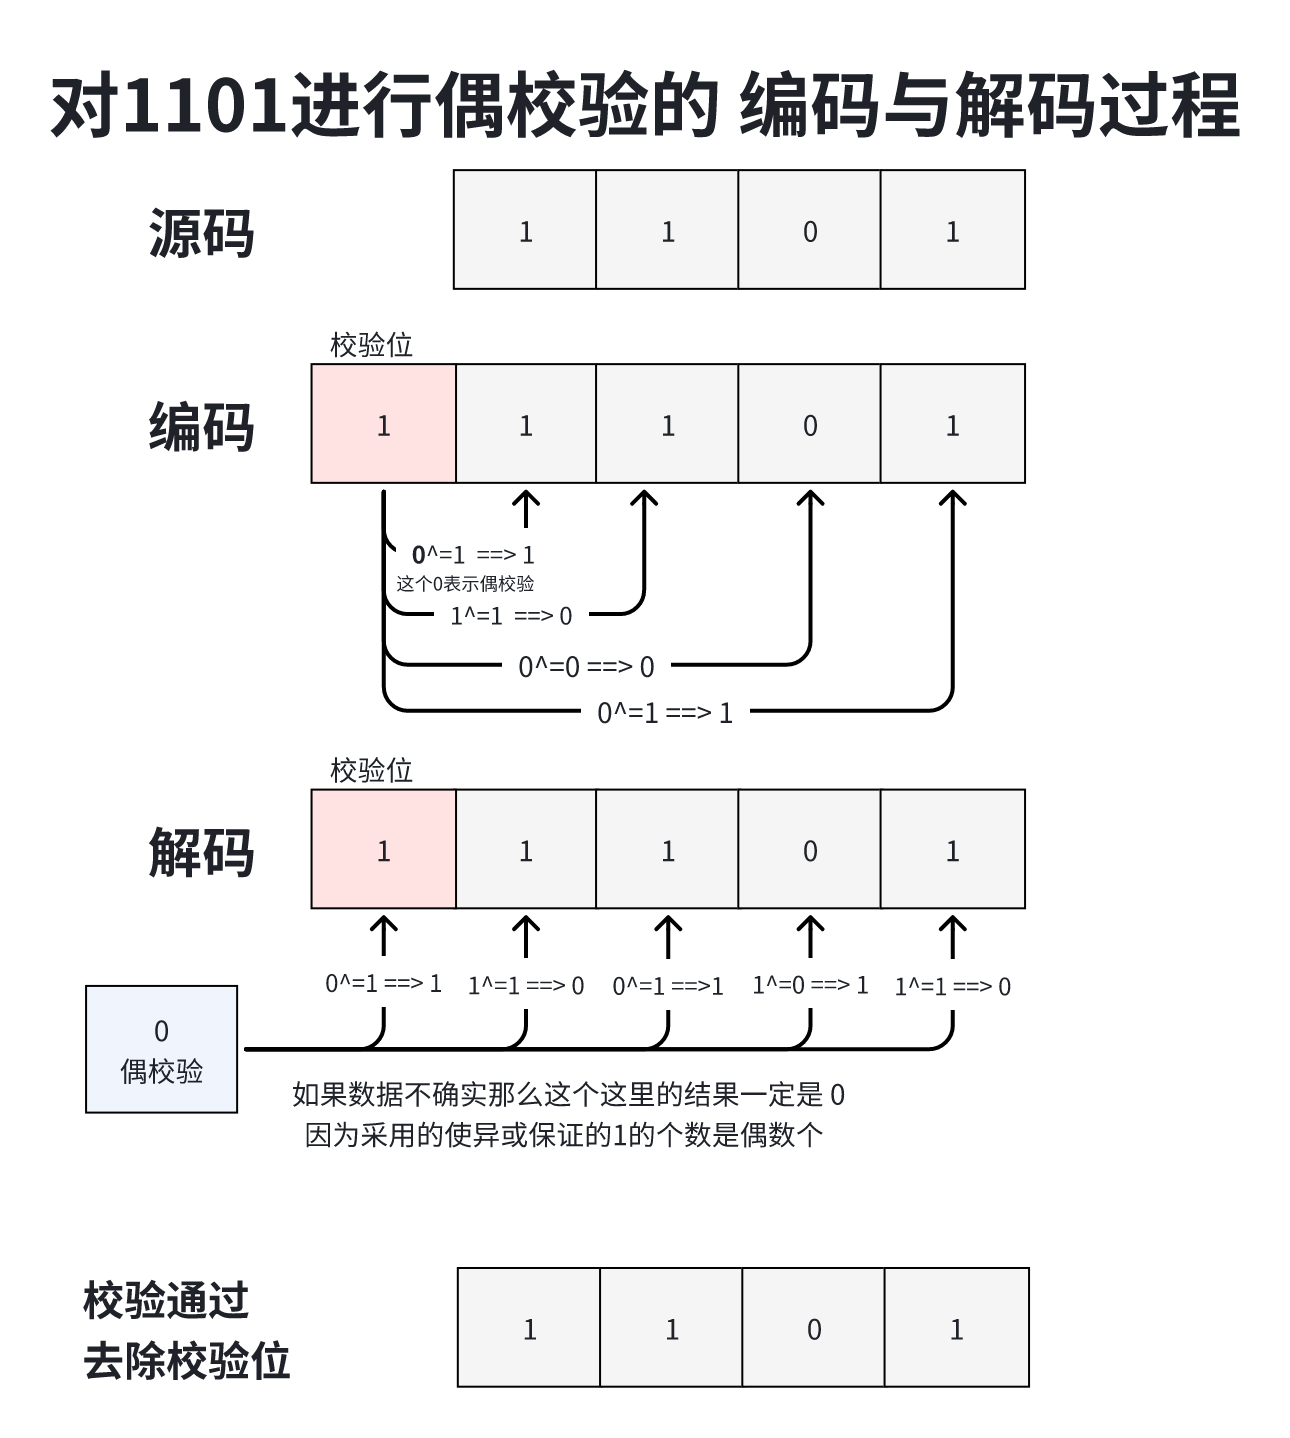 对1101进行偶校验的 编码与解码过程
源码
1 1 0 1
校验位
编码
1 1 1 0 1
0^=1 ==> 1
这个0表示偶校验
1^=1 ==> 0
0^=0 ==> 0
0^=1 ==> 1
校验位
解码
1 1 1 0 1
0^=1 ==> 1 1^=1 ==> 0 0^=1 ==>1 1^=0 ==> 1 1^=1 ==> 0
0
偶校验
如果数据不确实那么这个这里的结果一定是 0
因为采用的使异或保证的1的个数是偶数个
校验通过
去除校验位
1 1 0 1